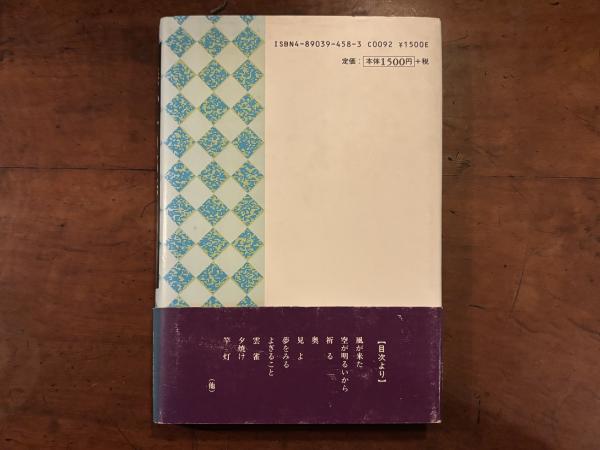 ISBN4-89039-458-3 C0092 ¥1500E
定価：本体1500円+税
【目次より】
風が来た
空が明るいから
祈る
奥
見よ
夢をみる
よぎること
雲雀
夕焼け
竿灯
（他）